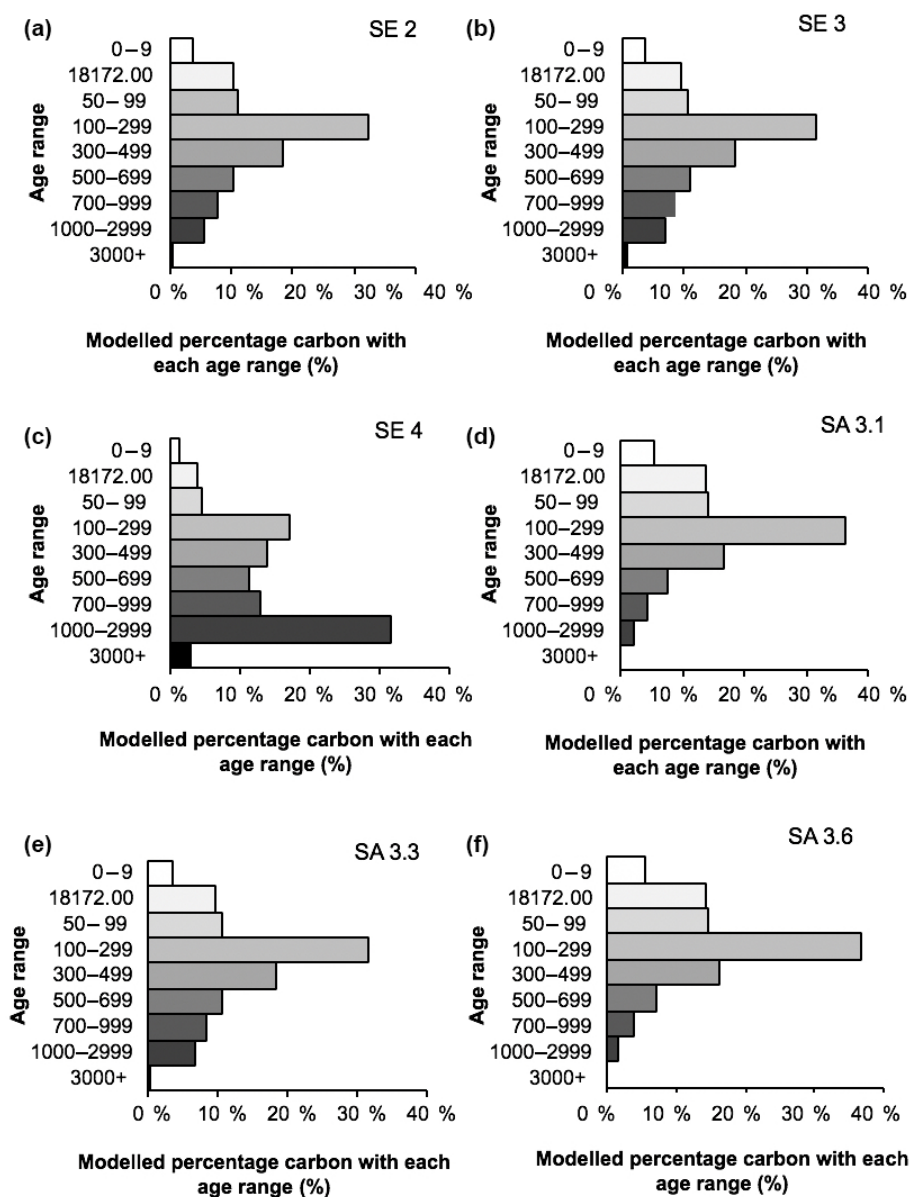 (a)
SE 2
Age range
0–9
18172.00
50–99
100–299
300–499
500–699
700–999
1000–2999
3000+
0 % 10 % 20 % 30 % 40 %
Modelled percentage carbon with
each age range (%)
(b)
SE 3
Age range
0–9
18172.00
50–99
100–299
300–499
500–699
700–999
1000–2999
3000+
0 % 10 % 20 % 30 % 40 %
Modelled percentage carbon with
each age range (%)
(c)
SE 4
Age range
0–9
18172.00
50–99
100–299
300–499
500–699
700–999
1000–2999
3000+
0 % 10 % 20 % 30 % 40 %
Modelled percentage carbon with each
age range (%)
(d)
SA 3.1
Age range
0–9
18172.00
50–99
100–299
300–499
500–699
700–999
1000–2999
3000+
0 % 10 % 20 % 30 % 40 %
Modelled percentage carbon with
each age range (%)
(e)
SA 3.3
Age range
0–9
18172.00
50–99
100–299
300–499
500–699
700–999
1000–2999
3000+
0 % 10 % 20 % 30 % 40 %
Modelled percentage carbon with each
age range (%)
(f)
SA 3.6
Age range
0–9
18172.00
50–99
100–299
300–499
500–699
700–999
1000–2999
3000+
0 % 10 % 20 % 30 % 40 %
Modelled percentage carbon with each
age range (%)